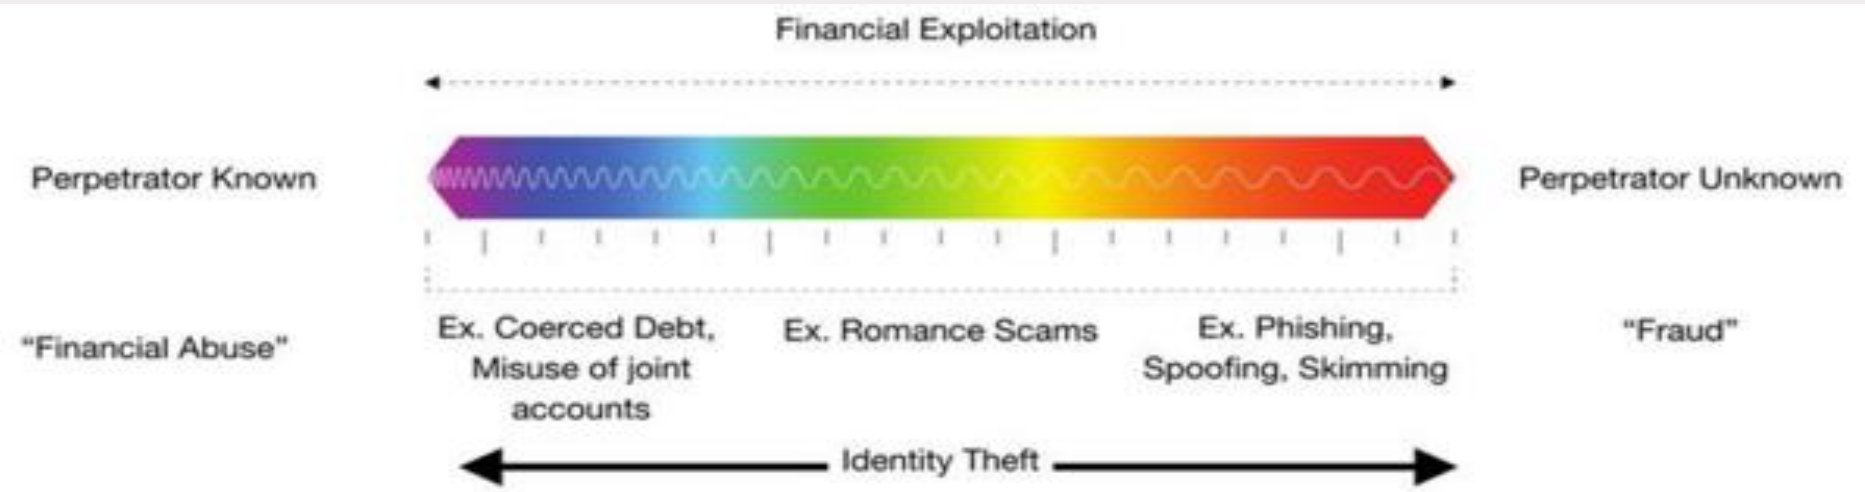 Financial Exploitation
Perpetrator Known
Perpetrator Unknown
“Financial Abuse”
Ex. Coerced Debt,
Misuse of joint
accounts
Ex. Romance Scams
Ex. Phishing,
Spoofing, Skimming
“Fraud”
Identity Theft